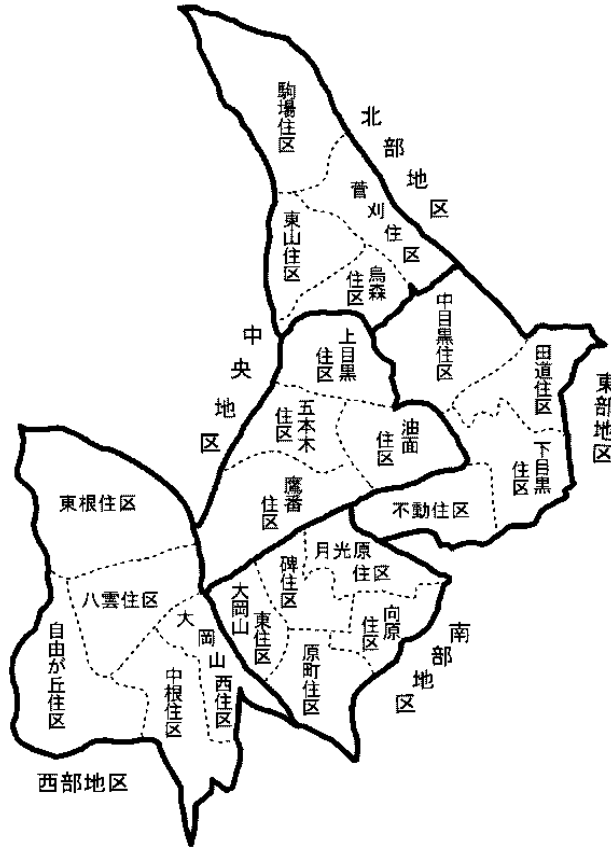 北部地区
駒場住区
菅刈住区
東山住区
烏森住区
中央地区
上目黒住区
五本木住区
油面住区
鷹番住区
東部地区
中目黒住区
田道住区
下目黒住区
不動住区
南部地区
月光原住区
碑住区
大岡山東住区
向原住区
原町住区
西部地区
東根住区
八雲住区
大岡山西住区
自由が丘住区
中根住区